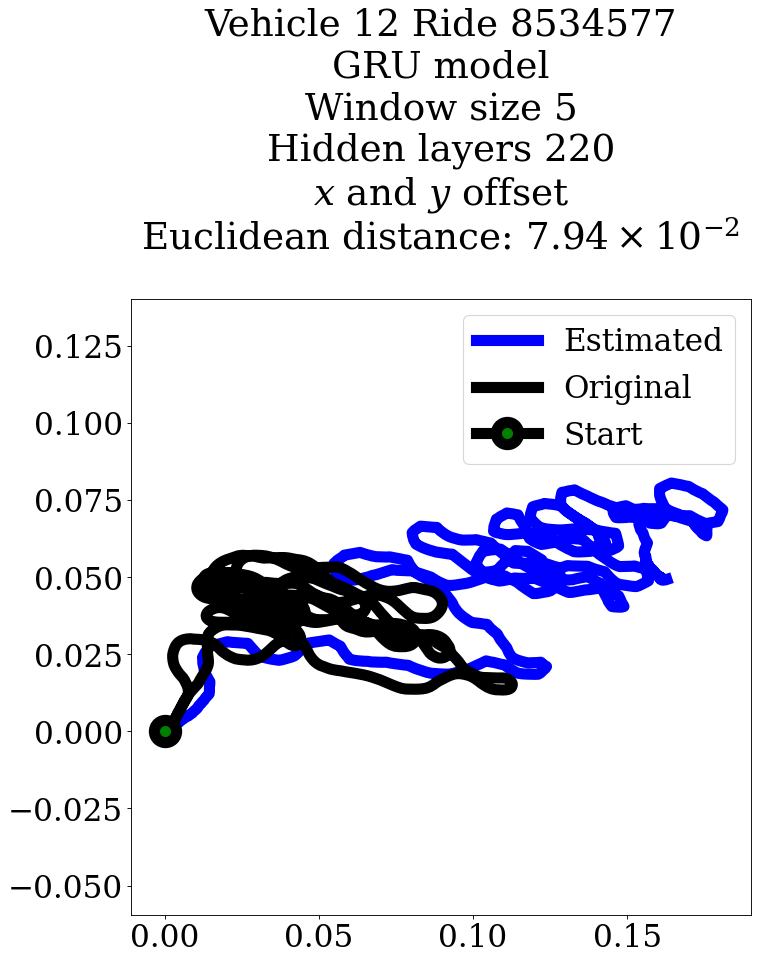 Vehicle 12 Ride 8534577
GRU model
Window size 5
Hidden layers 220
x and y offset
Euclidean distance: 7.94 × 10⁻²
Estimated
Original
Start
0.125
0.100
0.075
0.050
0.025
0.000
−0.025
−0.050
0.00 0.05 0.10 0.15